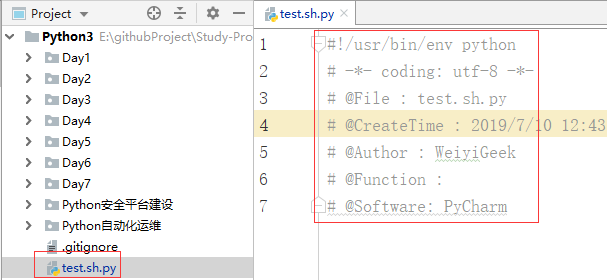 Project
test.sh.py
Python3 E:\githubProject\Study-Pro
Day1
Day2
Day3
Day4
Day5
Day6
Day7
Python安全平台建设
Python自动化运维
.gitignore
test.sh.py
1 #!/usr/bin/env python
2 # -*- coding: utf-8 -*-
3 # @File : test.sh.py
4 # @CreateTime : 2019/7/10 12:43
5 # @Author : WeiyiGeek
6 # @Function :
7 # @Software: PyCharm